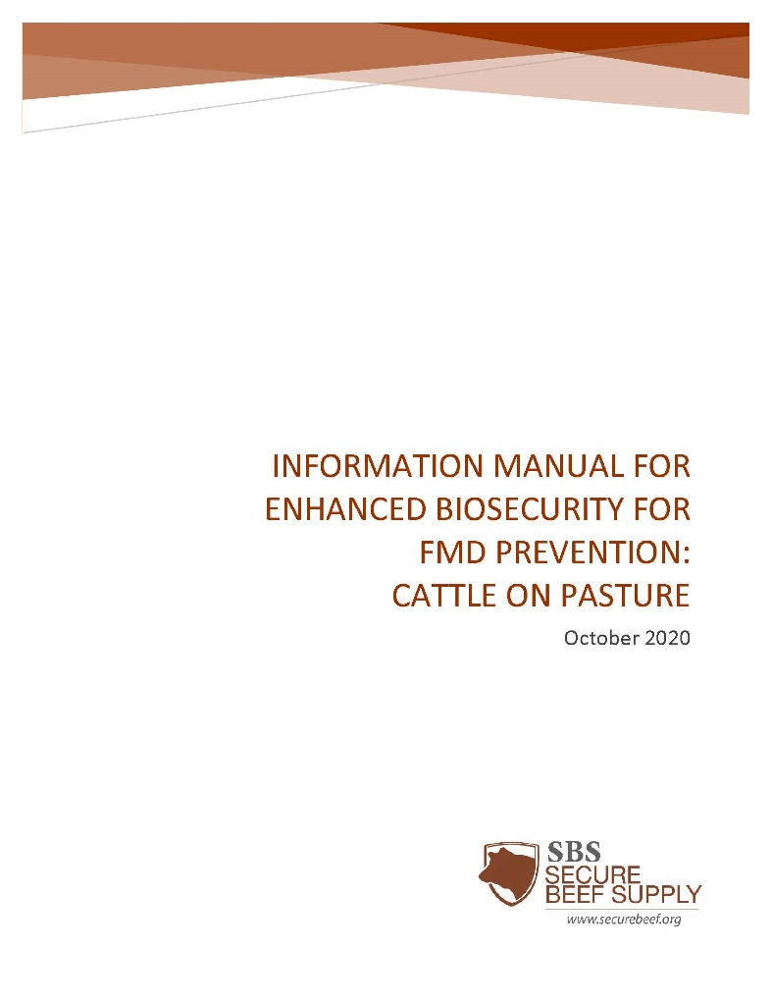 INFORMATION MANUAL FOR
ENHANCED BIOSECURITY FOR
FMD PREVENTION:
CATTLE ON PASTURE
October 2020
SBS
SECURE
BEEF SUPPLY
www.securebeef.org